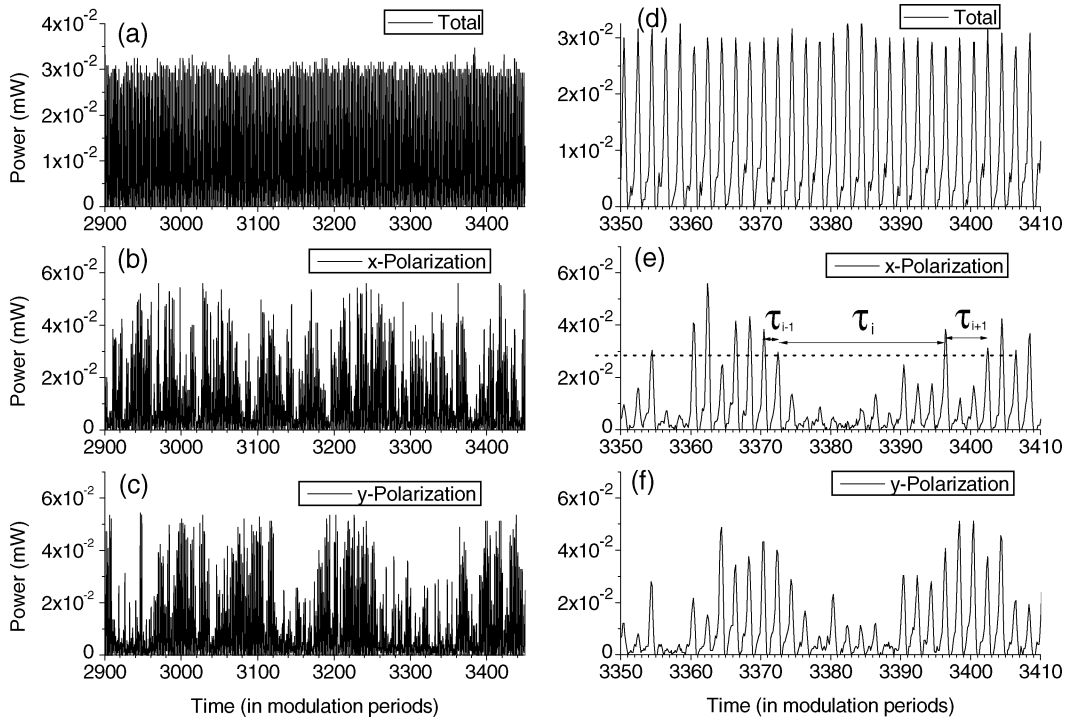 (a)
Total
4x10-2
3x10-2
2x10-2
1x10-2
0
Power (mW)
2900 3000 3100 3200 3300 3400
(d)
Total
3x10-2
2x10-2
1x10-2
0
3350 3360 3370 3380 3390 3400 3410
(b)
x-Polarization
6x10-2
4x10-2
2x10-2
0
Power (mW)
2900 3000 3100 3200 3300 3400
(e)
x-Polarization
τi-1 τi τi+1
6x10-2
4x10-2
2x10-2
0
3350 3360 3370 3380 3390 3400 3410
(c)
y-Polarization
6x10-2
4x10-2
2x10-2
0
Power (mW)
2900 3000 3100 3200 3300 3400
Time (in modulation periods)
(f)
y-Polarization
6x10-2
4x10-2
2x10-2
0
3350 3360 3370 3380 3390 3400 3410
Time (in modulation periods)